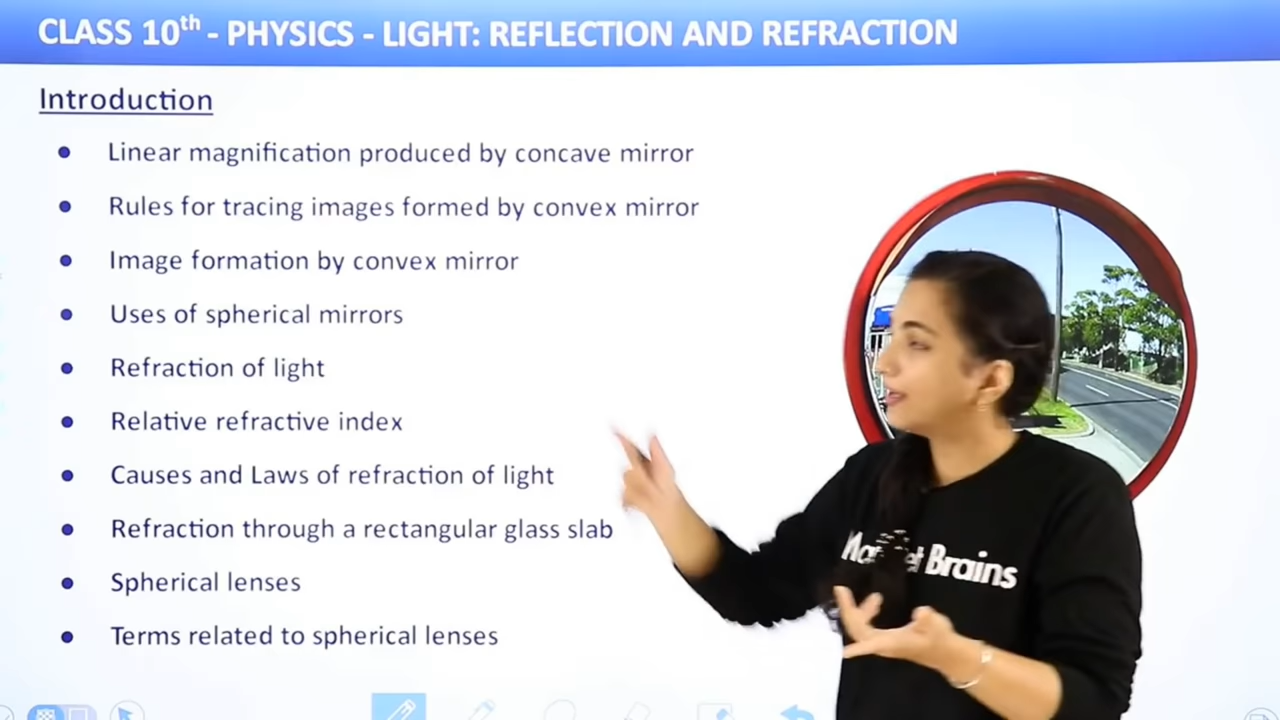 CLASS 10th - PHYSICS - LIGHT: REFLECTION AND REFRACTION
Introduction
Linear magnification produced by concave mirror
Rules for tracing images formed by convex mirror
Image formation by convex mirror
Uses of spherical mirrors
Refraction of light
Relative refractive index
Causes and Laws of refraction of light
Refraction through a rectangular glass slab
Spherical lenses
Terms related to spherical lenses
Brains